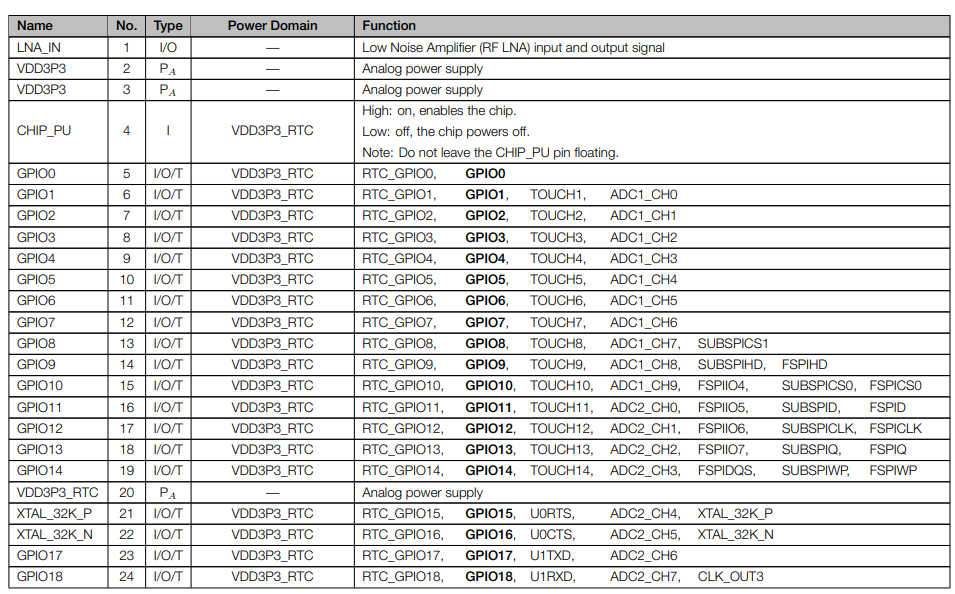 Name No. Type Power Domain Function
LNA_IN 1 I/O — Low Noise Amplifier (RF LNA) input and output signal
VDD3P3 2 PA — Analog power supply
VDD3P3 3 PA — Analog power supply
High: on, enables the chip.
CHIP_PU 4 I VDD3P3_RTC Low: off, the chip powers off.
Note: Do not leave the CHIP_PU pin floating.
GPIO0 5 I/O/T VDD3P3_RTC RTC_GPIO0, GPIO0
GPIO1 6 I/O/T VDD3P3_RTC RTC_GPIO1, GPIO1, TOUCH1, ADC1_CH0
GPIO2 7 I/O/T VDD3P3_RTC RTC_GPIO2, GPIO2, TOUCH2, ADC1_CH1
GPIO3 8 I/O/T VDD3P3_RTC RTC_GPIO3, GPIO3, TOUCH3, ADC1_CH2
GPIO4 9 I/O/T VDD3P3_RTC RTC_GPIO4, GPIO4, TOUCH4, ADC1_CH3
GPIO5 10 I/O/T VDD3P3_RTC RTC_GPIO5, GPIO5, TOUCH5, ADC1_CH4
GPIO6 11 I/O/T VDD3P3_RTC RTC_GPIO6, GPIO6, TOUCH6, ADC1_CH5
GPIO7 12 I/O/T VDD3P3_RTC RTC_GPIO7, GPIO7, TOUCH7, ADC1_CH6
GPIO8 13 I/O/T VDD3P3_RTC RTC_GPIO8, GPIO8, TOUCH8, ADC1_CH7, SUBSPICS1
GPIO9 14 I/O/T VDD3P3_RTC RTC_GPIO9, GPIO9, TOUCH9, ADC1_CH8, SUBSPIHD, FSPIHD
GPIO10 15 I/O/T VDD3P3_RTC RTC_GPIO10, GPIO10, TOUCH10, ADC1_CH9, FSPIIO4, SUBSPICS0, FSPICS0
GPIO11 16 I/O/T VDD3P3_RTC RTC_GPIO11, GPIO11, TOUCH11, ADC2_CH0, FSPIIO5, SUBSPID, FSPID
GPIO12 17 I/O/T VDD3P3_RTC RTC_GPIO12, GPIO12, TOUCH12, ADC2_CH1, FSPIIO6, SUBSPICLK, FSPICLK
GPIO13 18 I/O/T VDD3P3_RTC RTC_GPIO13, GPIO13, TOUCH13, ADC2_CH2, FSPIIO7, SUBSPIQ, FSPIQ
GPIO14 19 I/O/T VDD3P3_RTC RTC_GPIO14, GPIO14, TOUCH14, ADC2_CH3, FSPIDQS, SUBSPIWP, FSPIWP
VDD3P3_RTC 20 PA — Analog power supply
XTAL_32K_P 21 I/O/T VDD3P3_RTC RTC_GPIO15, GPIO15, U0RTS, ADC2_CH4, XTAL_32K_P
XTAL_32K_N 22 I/O/T VDD3P3_RTC RTC_GPIO16, GPIO16, U0CTS, ADC2_CH5, XTAL_32K_N
GPIO17 23 I/O/T VDD3P3_RTC RTC_GPIO17, GPIO17, U1TXD, ADC2_CH6
GPIO18 24 I/O/T VDD3P3_RTC RTC_GPIO18, GPIO18, U1RXD, ADC2_CH7, CLK_OUT3